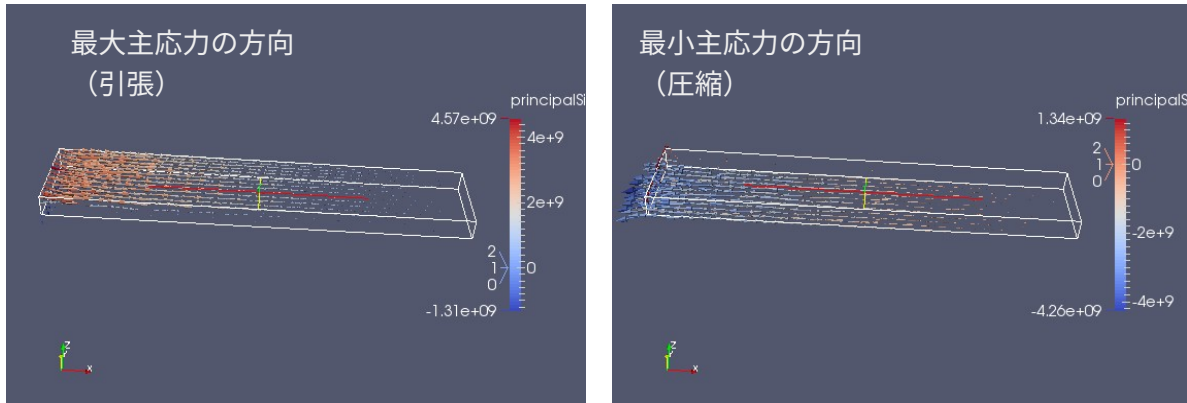 最大主応力の方向
（引張）
principalSi
4.57e+09
4e+9
2e+9
2
1
0
0
-1.31e+09
Z
Y
X
最小主応力の方向
（圧縮）
principalS
1.34e+09
2
1
0
0
-2e+9
-4e+9
-4.26e+09
Z
Y
X